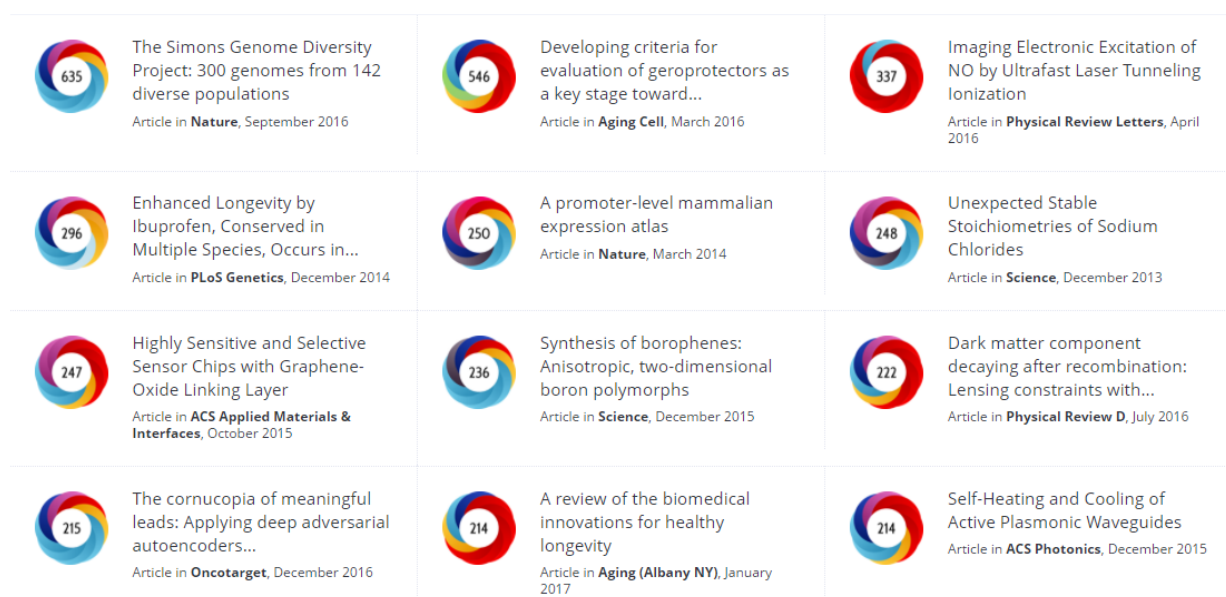 635
The Simons Genome Diversity
Project: 300 genomes from 142
diverse populations
Article in Nature, September 2016
546
Developing criteria for
evaluation of geroprotectors as
a key stage toward...
Article in Aging Cell, March 2016
337
Imaging Electronic Excitation of
NO by Ultrafast Laser Tunneling
Ionization
Article in Physical Review Letters, April
2016
296
Enhanced Longevity by
Ibuprofen, Conserved in
Multiple Species, Occurs in...
Article in PLoS Genetics, December 2014
250
A promoter-level mammalian
expression atlas
Article in Nature, March 2014
248
Unexpected Stable
Stoichiometries of Sodium
Chlorides
Article in Science, December 2013
247
Highly Sensitive and Selective
Sensor Chips with Graphene-
Oxide Linking Layer
Article in ACS Applied Materials &
Interfaces, October 2015
236
Synthesis of borophenes:
Anisotropic, two-dimensional
boron polymorphs
Article in Science, December 2015
222
Dark matter component
decaying after recombination:
Lensing constraints with...
Article in Physical Review D, July 2016
215
The cornucopia of meaningful
leads: Applying deep adversarial
autoencoders...
Article in Oncotarget, December 2016
214
A review of the biomedical
innovations for healthy
longevity
Article in Aging (Albany NY), January
2017
214
Self-Heating and Cooling of
Active Plasmonic Waveguides
Article in ACS Photonics, December 2015